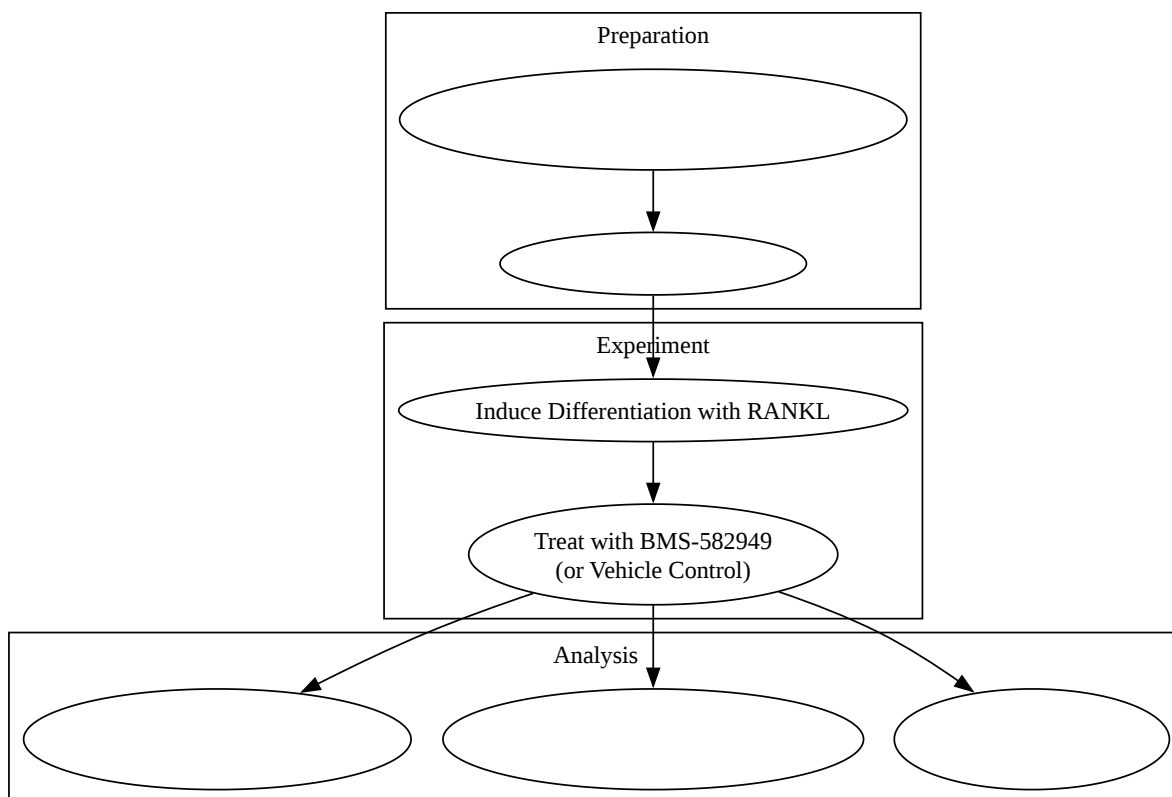 Preparation
Experiment
Induce Differentiation with RANKL
Treat with BMS-582949
(or Vehicle Control)
Analysis